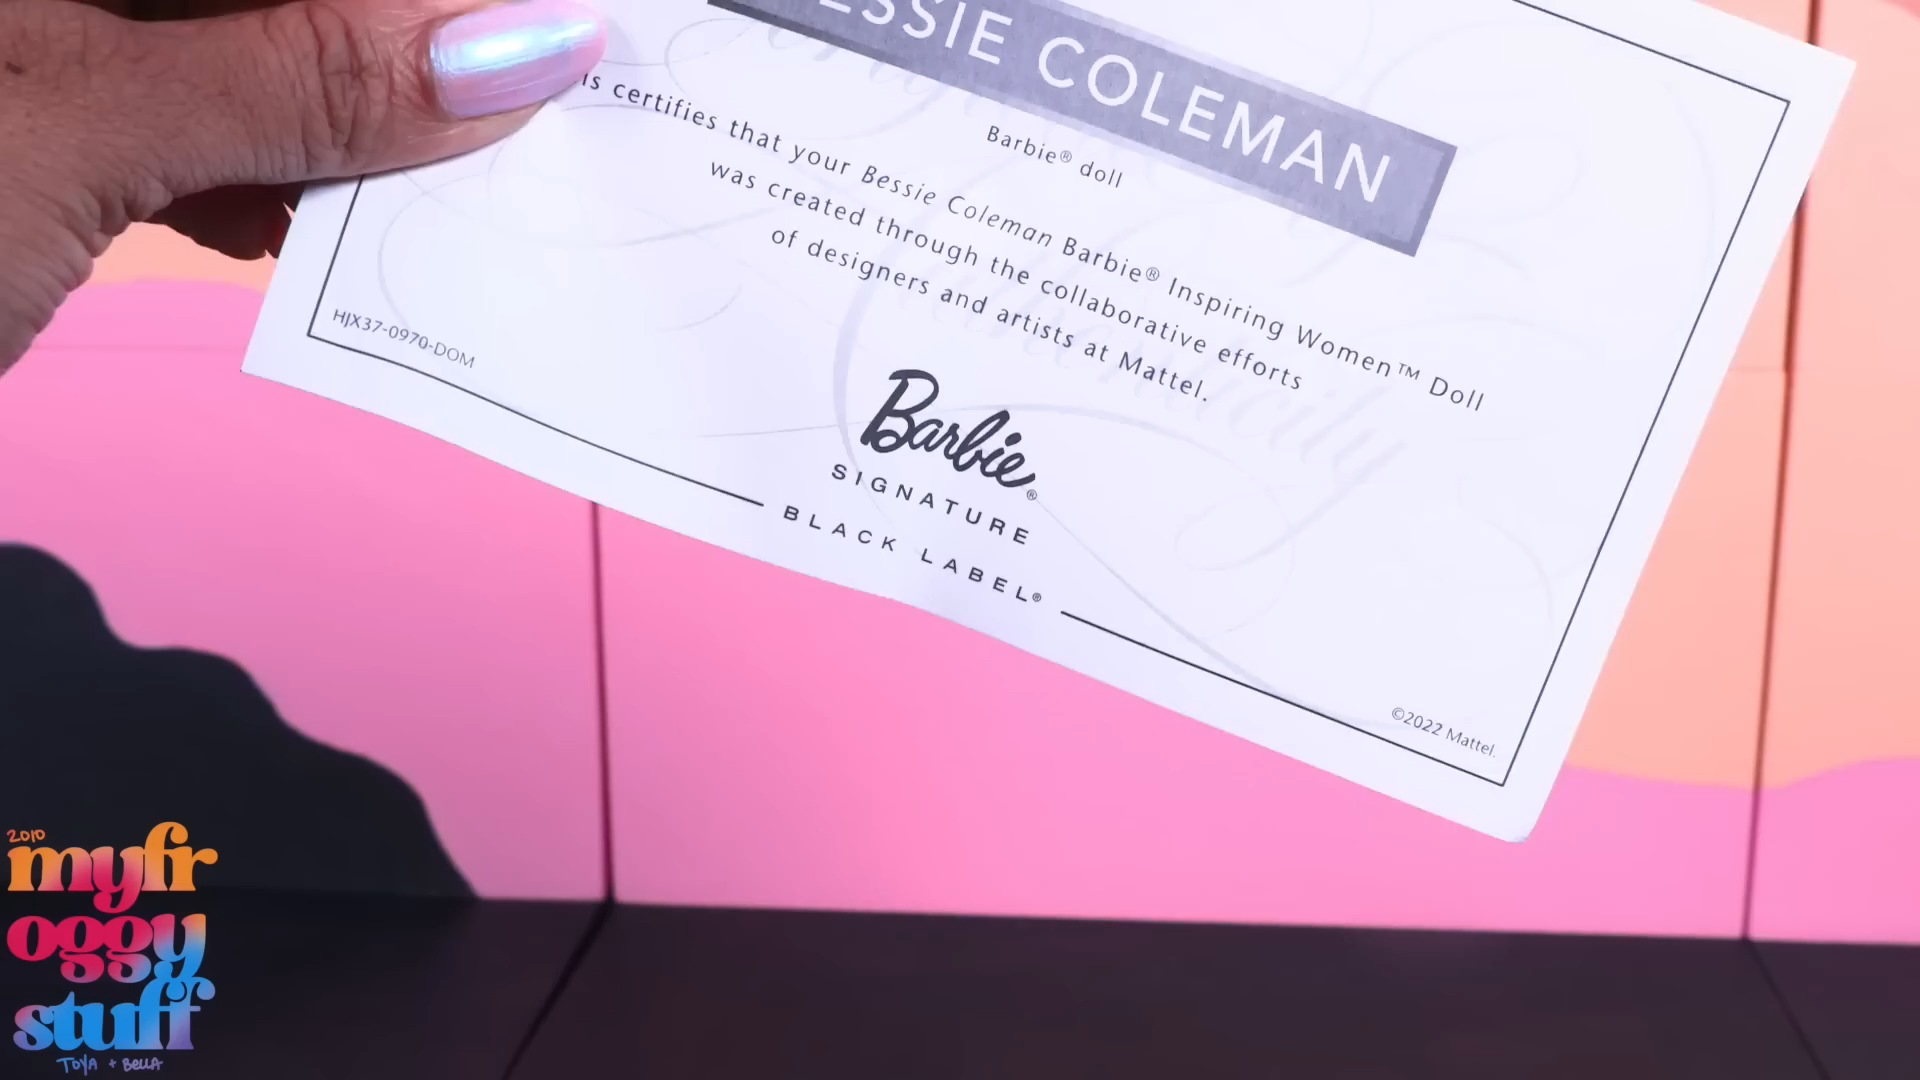 ESSIE COLEMAN
Barbie® doll
is certifies that your Bessie Coleman Barbie® Inspiring Women™ Doll
was created through the collaborative efforts
of designers and artists at Mattel.
HJX37-0970-DOM
Barbie®
SIGNATURE
BLACK LABEL®
©2022 Mattel.
2010
myfr
oggy
stuff
TOYA + BELLA